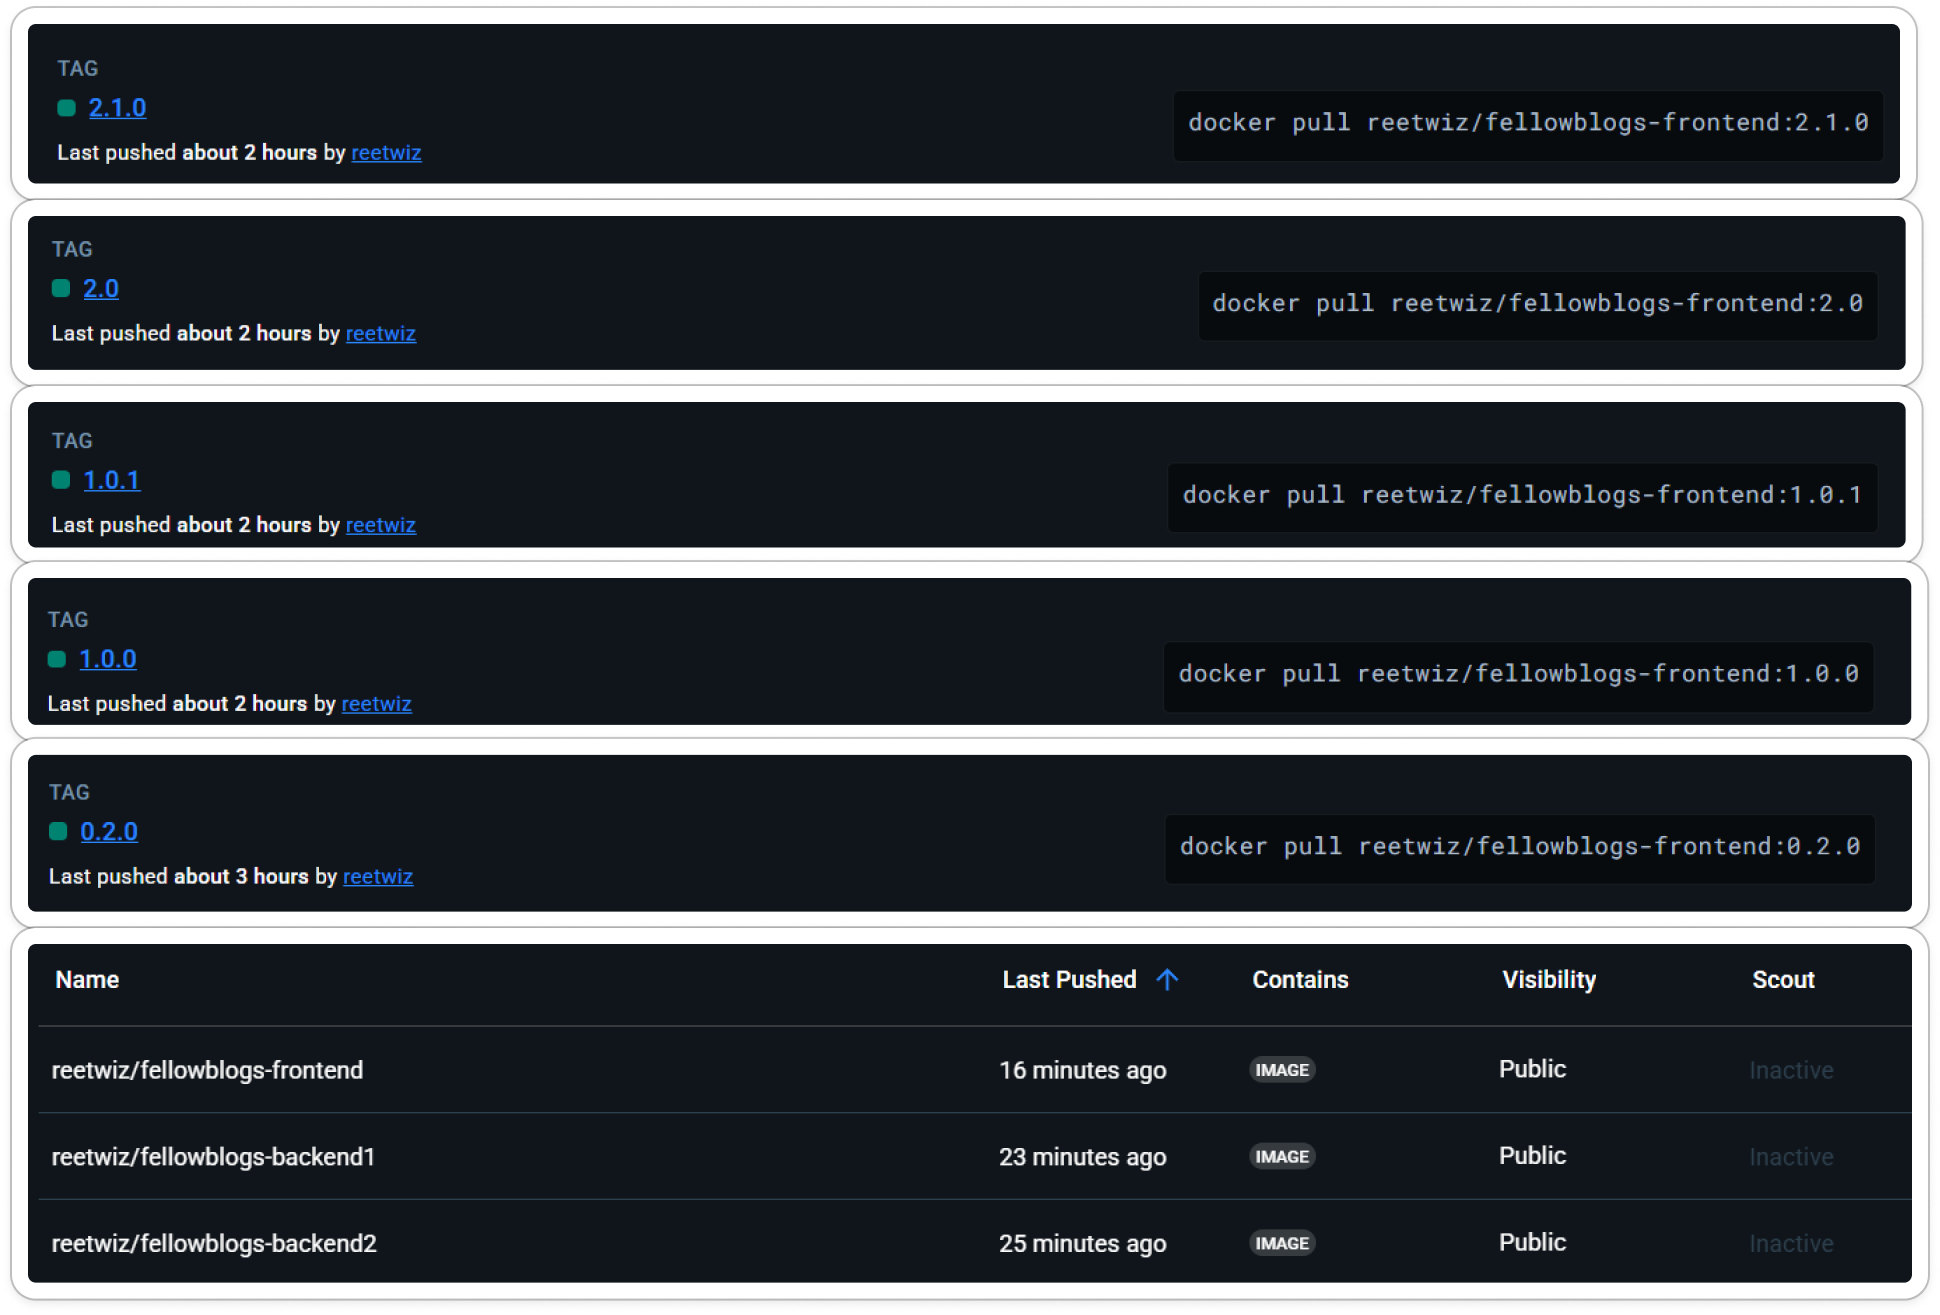 TAG
2.1.0
docker pull reetwiz/fellowblogs-frontend:2.1.0
Last pushed about 2 hours by reetwiz
TAG
2.0
docker pull reetwiz/fellowblogs-frontend:2.0
Last pushed about 2 hours by reetwiz
TAG
1.0.1
docker pull reetwiz/fellowblogs-frontend:1.0.1
Last pushed about 2 hours by reetwiz
TAG
1.0.0
docker pull reetwiz/fellowblogs-frontend:1.0.0
Last pushed about 2 hours by reetwiz
TAG
0.2.0
docker pull reetwiz/fellowblogs-frontend:0.2.0
Last pushed about 3 hours by reetwiz
Name Last Pushed Contains Visibility Scout
reetwiz/fellowblogs-frontend 16 minutes ago IMAGE Public Inactive
reetwiz/fellowblogs-backend1 23 minutes ago IMAGE Public Inactive
reetwiz/fellowblogs-backend2 25 minutes ago IMAGE Public Inactive